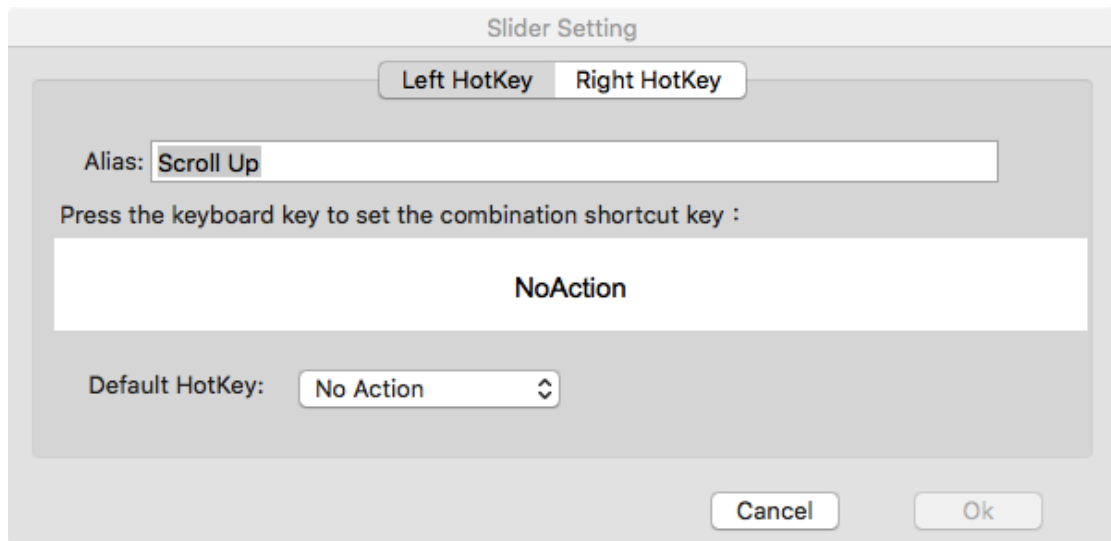 Slider Setting
Left HotKey Right HotKey
Alias: Scroll Up
Press the keyboard key to set the combination shortcut key：
NoAction
Default HotKey: No Action
Cancel Ok